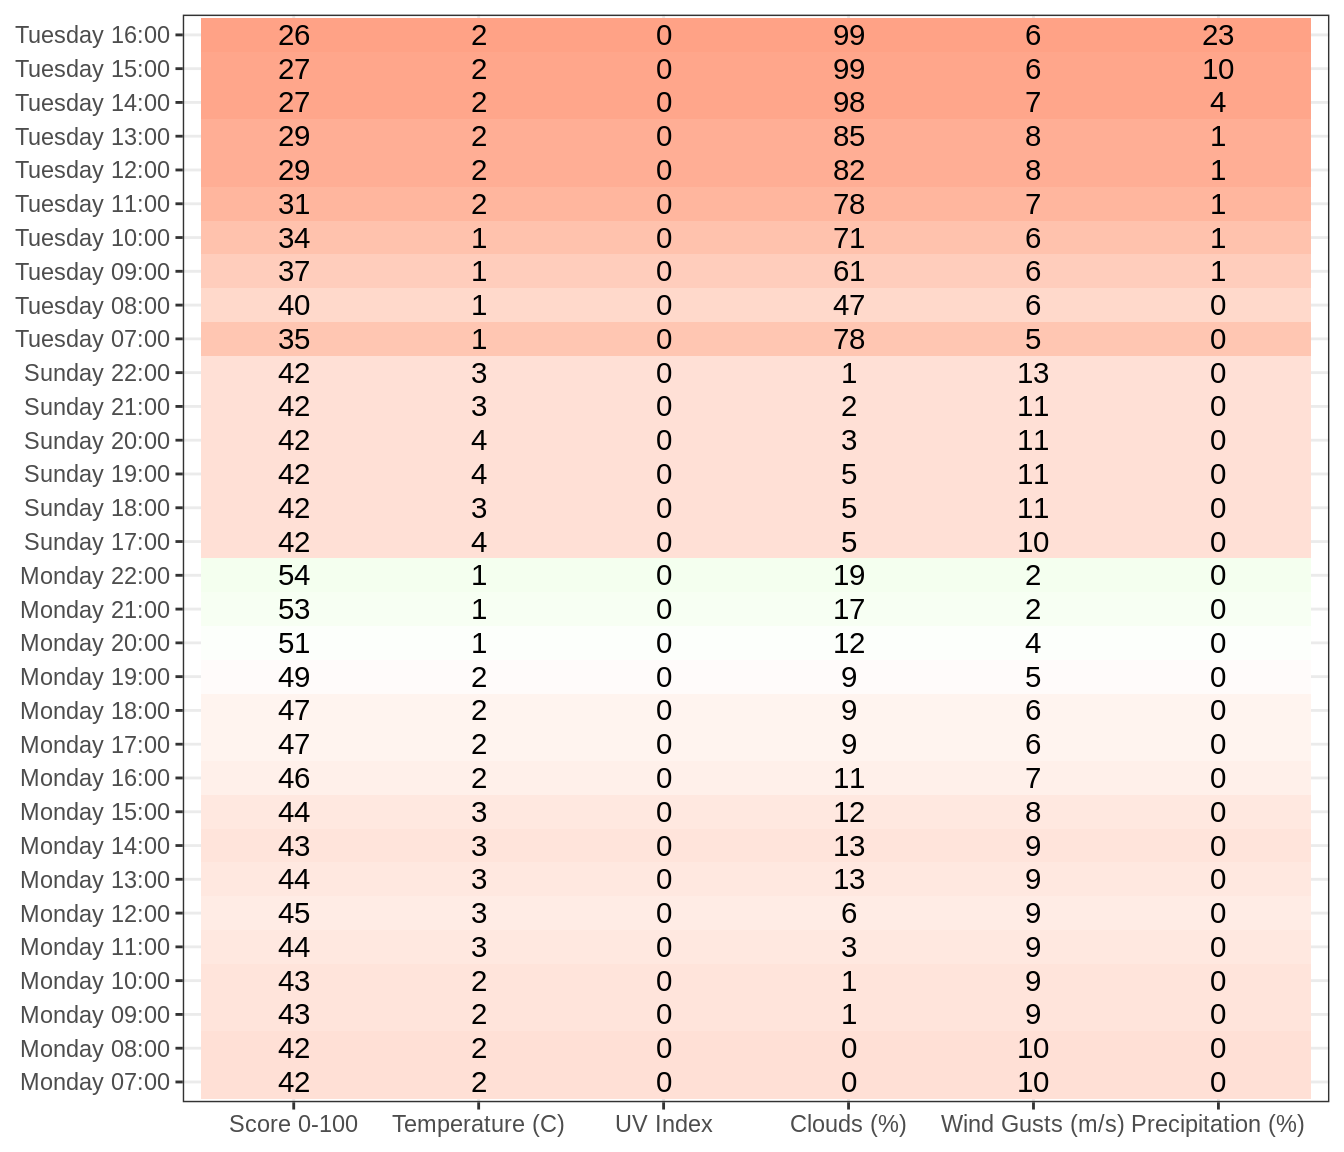 Tuesday 16:00 26 2 0 99 6 23
Tuesday 15:00 27 2 0 99 6 10
Tuesday 14:00 27 2 0 98 7 4
Tuesday 13:00 29 2 0 85 8 1
Tuesday 12:00 29 2 0 82 8 1
Tuesday 11:00 31 2 0 78 7 1
Tuesday 10:00 34 1 0 71 6 1
Tuesday 09:00 37 1 0 61 6 1
Tuesday 08:00 40 1 0 47 6 0
Tuesday 07:00 35 1 0 78 5 0
Sunday 22:00 42 3 0 1 13 0
Sunday 21:00 42 3 0 2 11 0
Sunday 20:00 42 4 0 3 11 0
Sunday 19:00 42 4 0 5 11 0
Sunday 18:00 42 3 0 5 11 0
Sunday 17:00 42 4 0 5 10 0
Monday 22:00 54 1 0 19 2 0
Monday 21:00 53 1 0 17 2 0
Monday 20:00 51 1 0 12 4 0
Monday 19:00 49 2 0 9 5 0
Monday 18:00 47 2 0 9 6 0
Monday 17:00 47 2 0 9 6 0
Monday 16:00 46 2 0 11 7 0
Monday 15:00 44 3 0 12 8 0
Monday 14:00 43 3 0 13 9 0
Monday 13:00 44 3 0 13 9 0
Monday 12:00 45 3 0 6 9 0
Monday 11:00 44 3 0 3 9 0
Monday 10:00 43 2 0 1 9 0
Monday 09:00 43 2 0 1 9 0
Monday 08:00 42 2 0 0 10 0
Monday 07:00 42 2 0 0 10 0
Score 0-100 Temperature (C) UV Index Clouds (%) Wind Gusts (m/s) Precipitation (%)